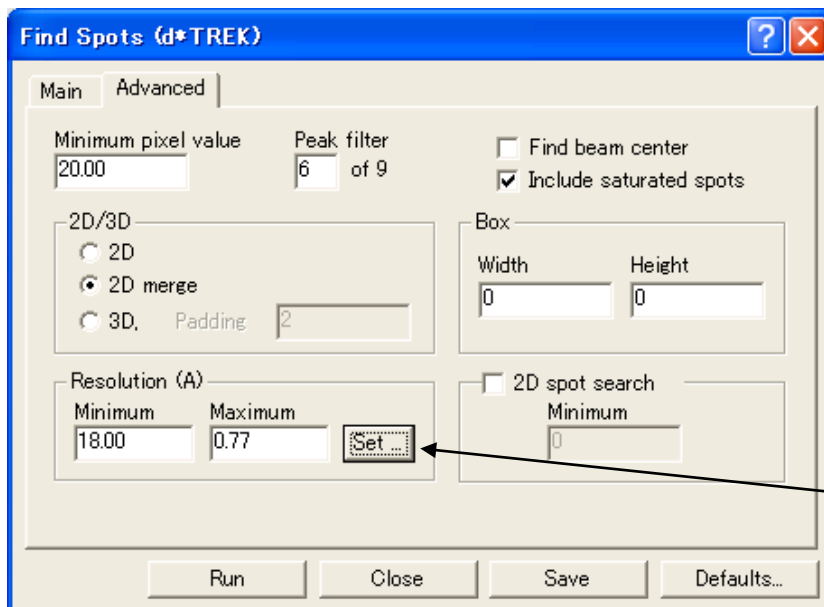 Find Spots (d*TREK)
Main Advanced
Minimum pixel value
20.00
Peak filter
6 of 9
Find beam center
Include saturated spots
2D/3D
2D
2D merge
3D, Padding 2
Box
Width Height
0 0
Resolution (A)
Minimum Maximum
18.00 0.77 Set ...
2D spot search
Minimum
0
Run Close Save Defaults...